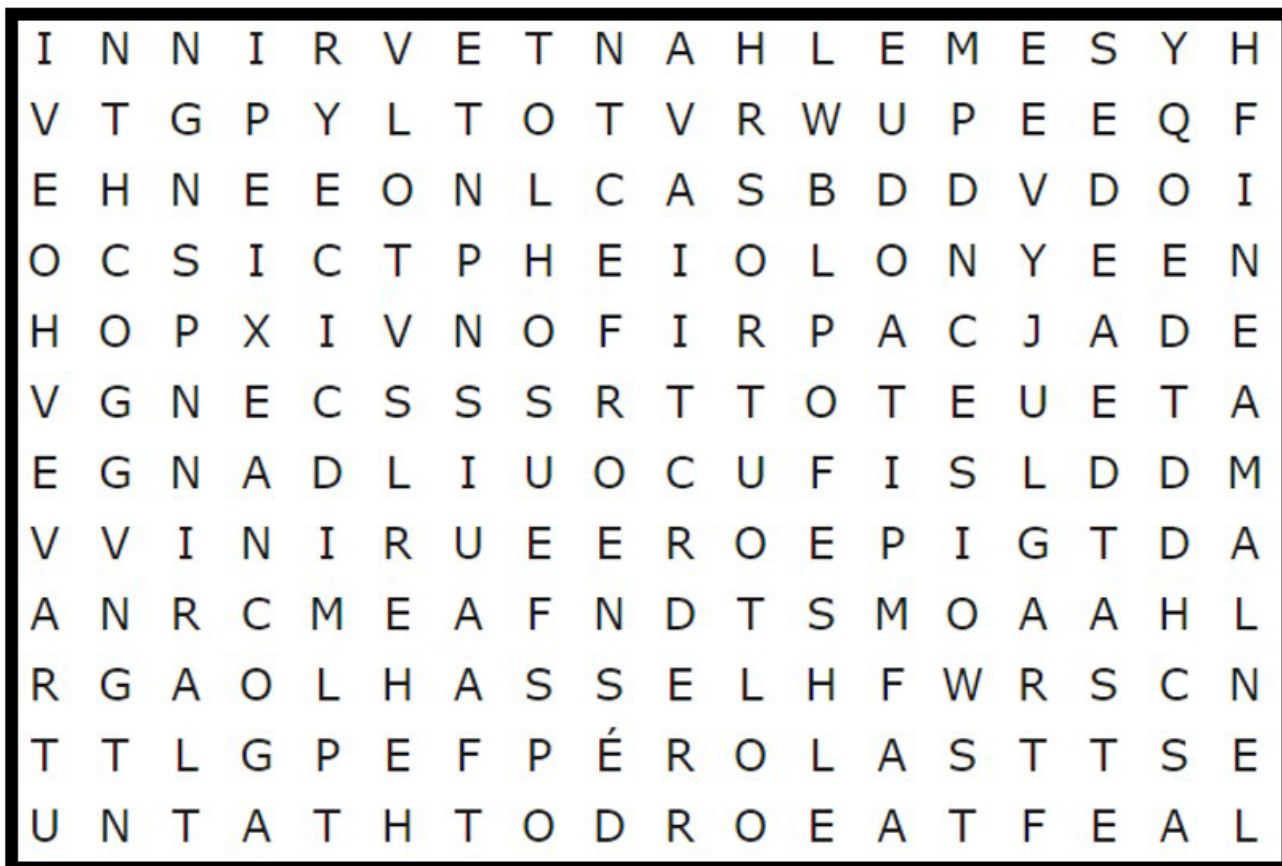 I N N I R V E T N A H L E M E S Y H
V T G P Y L T O T V R W U P E E Q F
E H N E E O N L C A S B D D V D O I
O C S I C T P H E I O L O N Y E E N
H O P X I V N O F I R P A C J A D E
V G N E C S S S R T T O T E U E T A
E G N A D L I U O C U F I S L D D M
V V I N I R U E E R O E P I G T D A
A N R C M E A F N D T S M O A A H L
R G A O L H A S S E L H F W R S C N
T T L G P E F P É R O L A S T T S E
U N T A T H T O D R O E A T F E A L